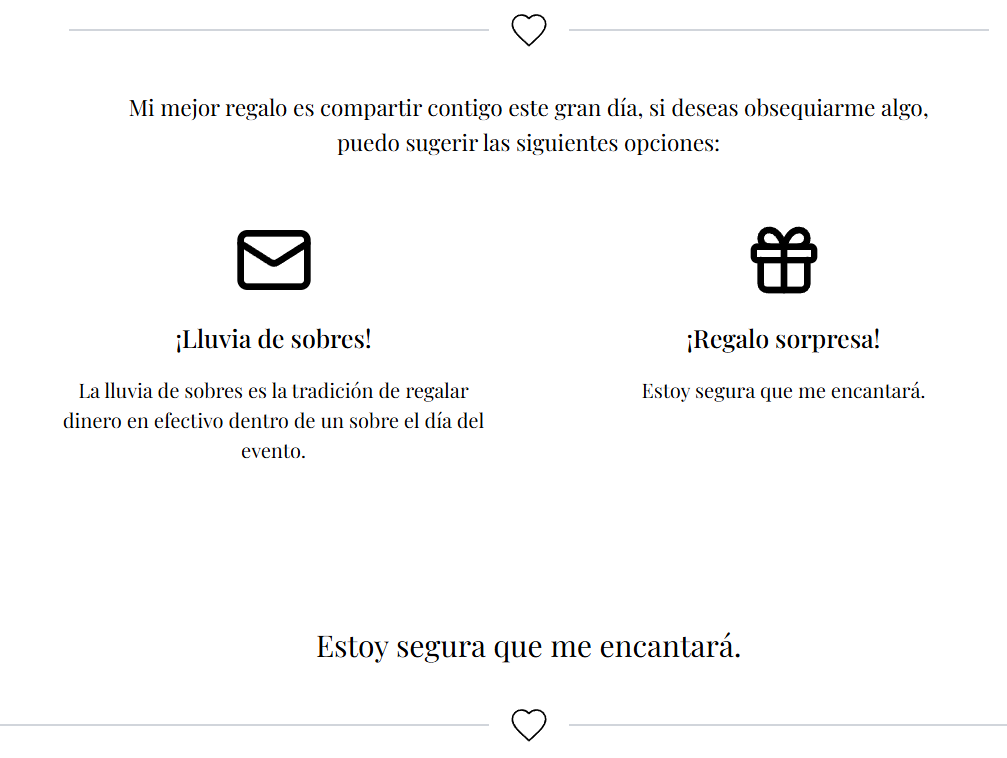 Mi mejor regalo es compartir contigo este gran día, si deseas obsequiarme algo,
puedo sugerir las siguientes opciones:
¡Lluvia de sobres!
La lluvia de sobres es la tradición de regalar
dinero en efectivo dentro de un sobre el día del
evento.
¡Regalo sorpresa!
Estoy segura que me encantará.
Estoy segura que me encantará.